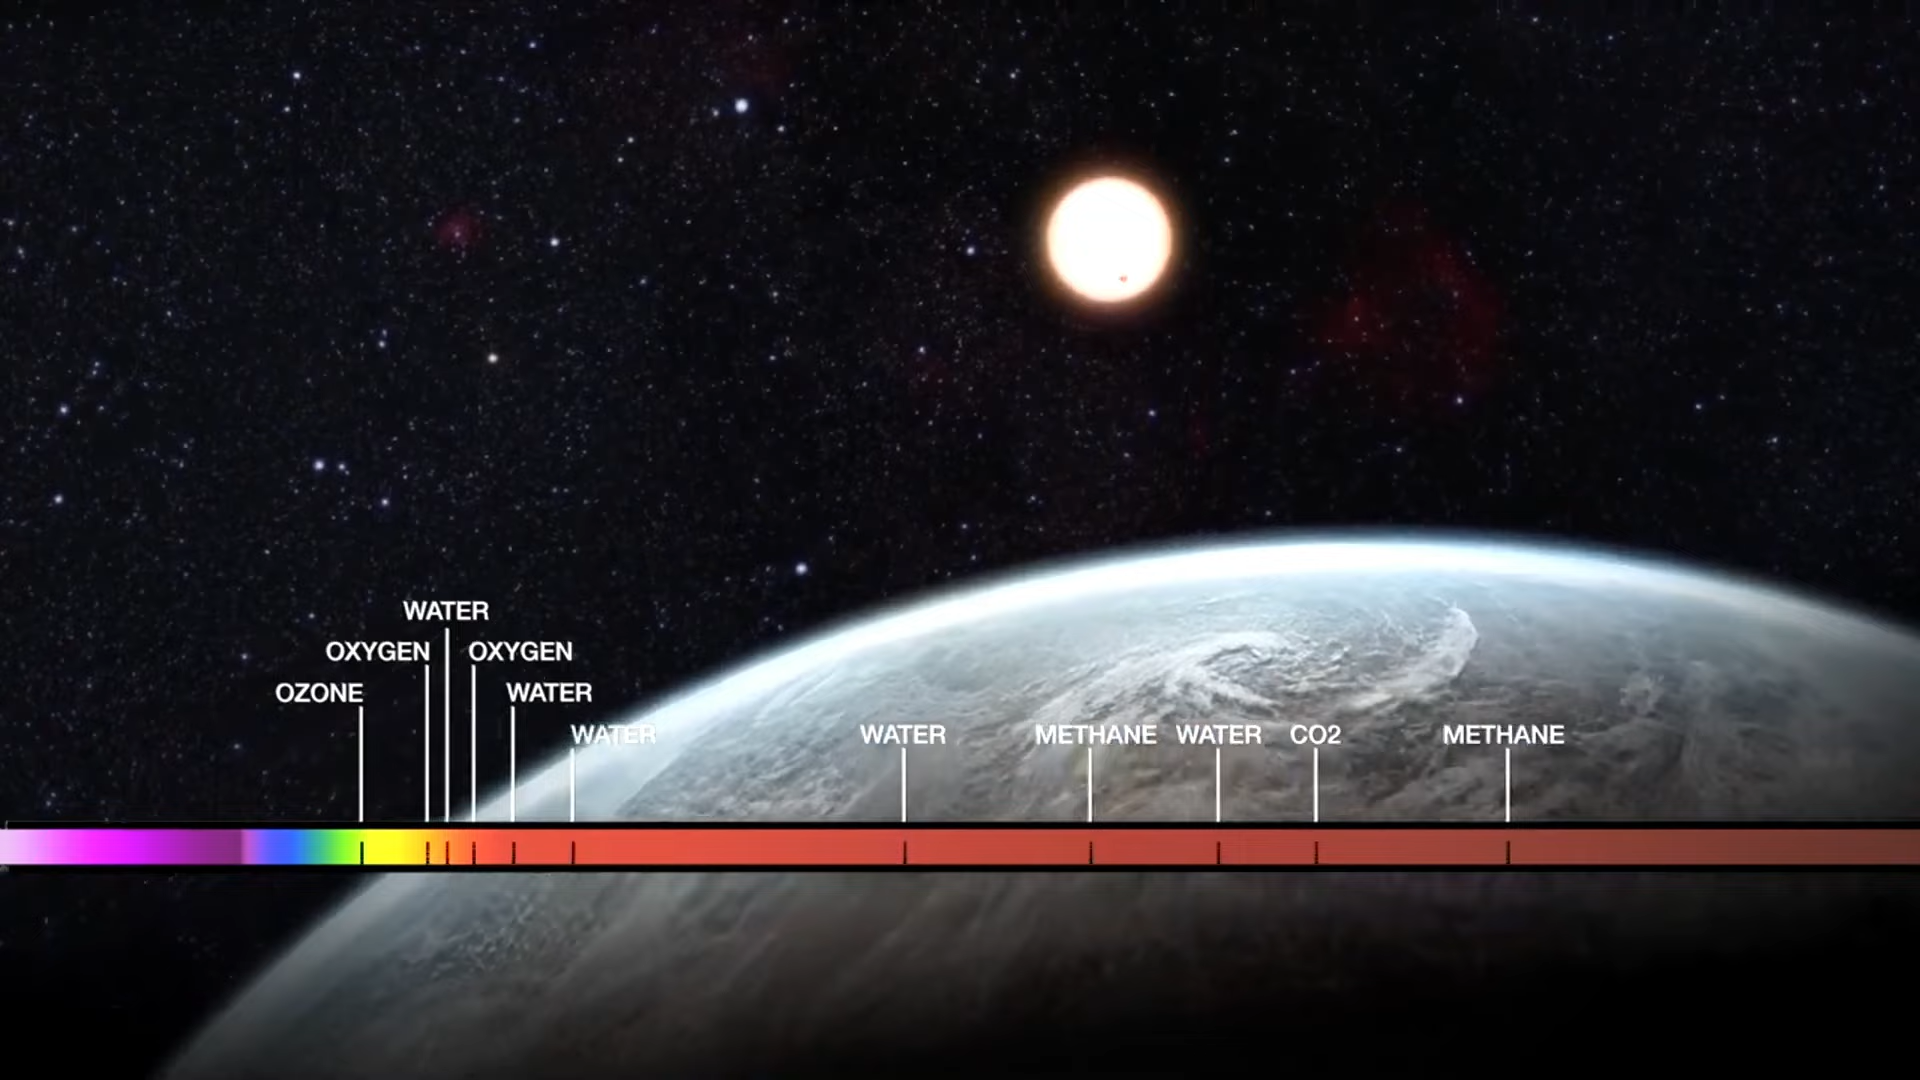 WATER
OXYGEN OXYGEN
OZONE WATER
WATER WATER METHANE WATER CO2 METHANE